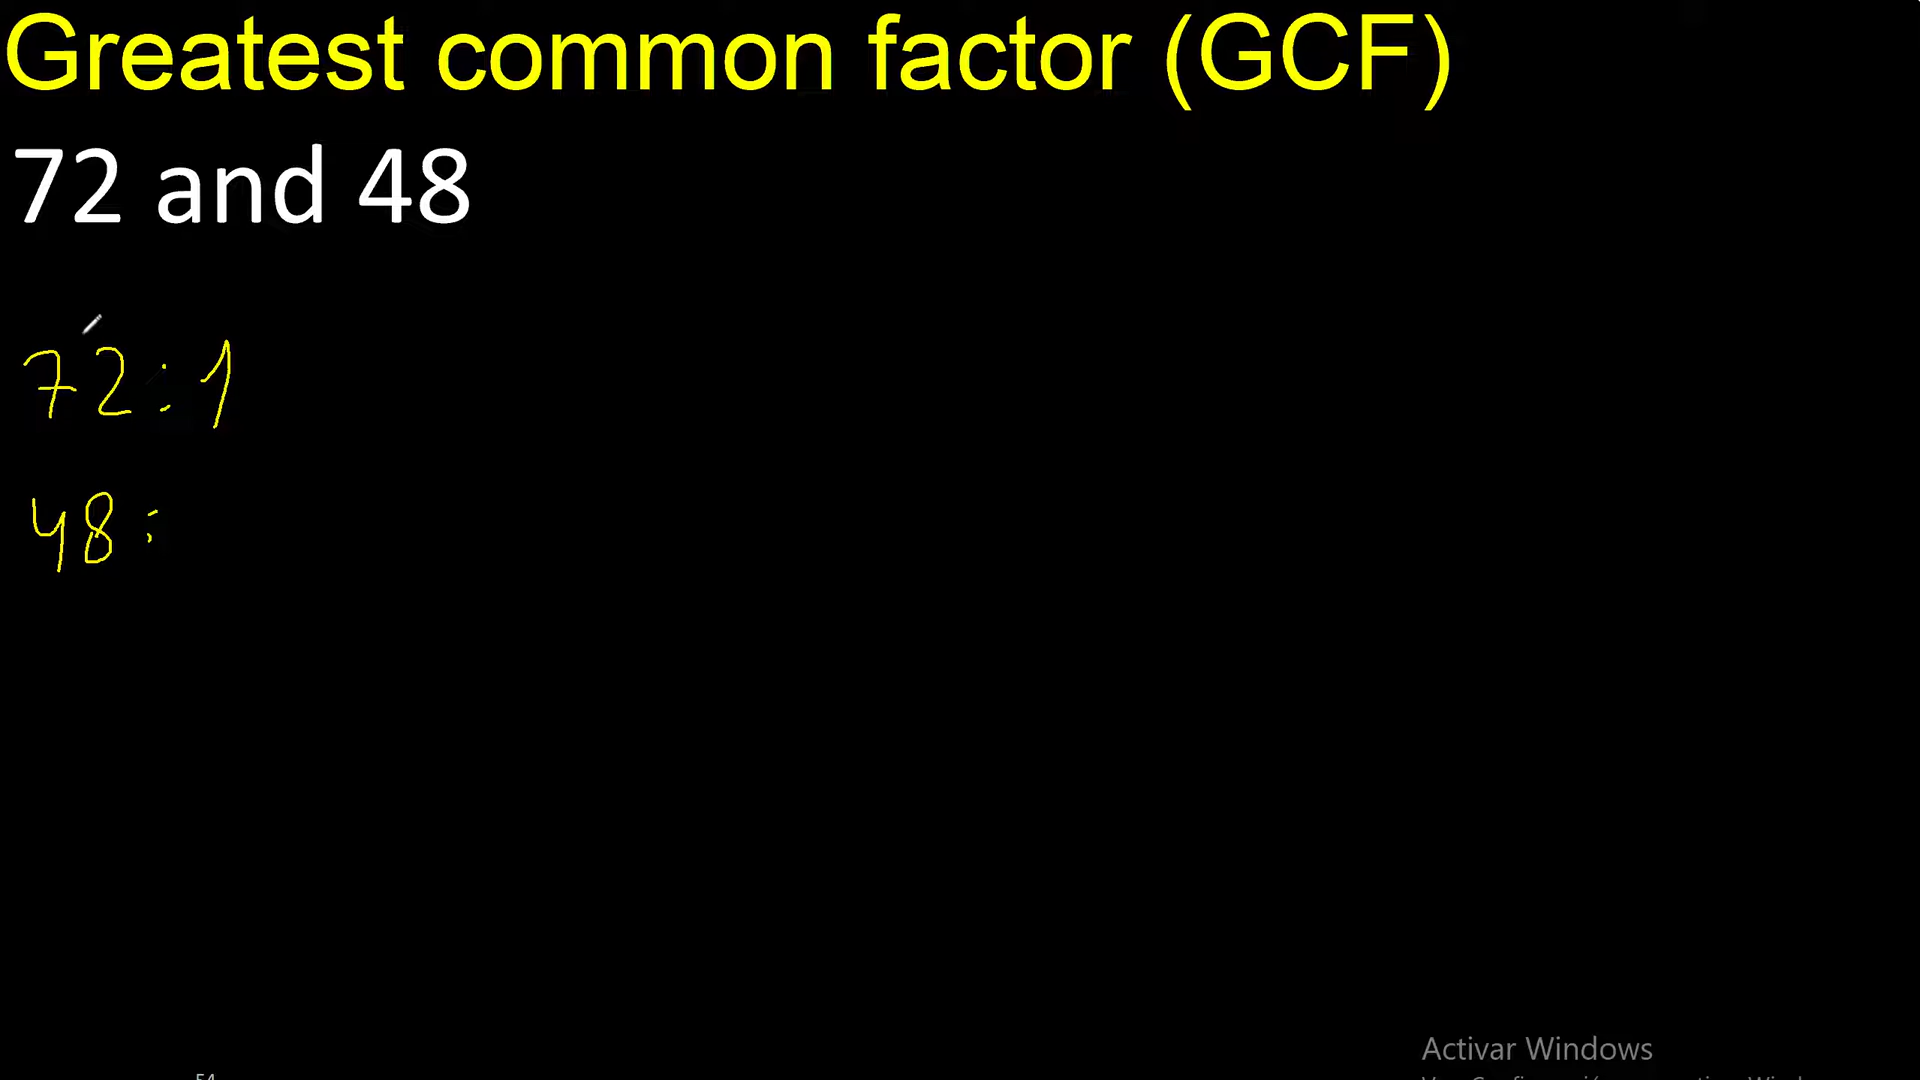 Greatest common factor (GCF)
72 and 48
72:1
48:
Activar Windows